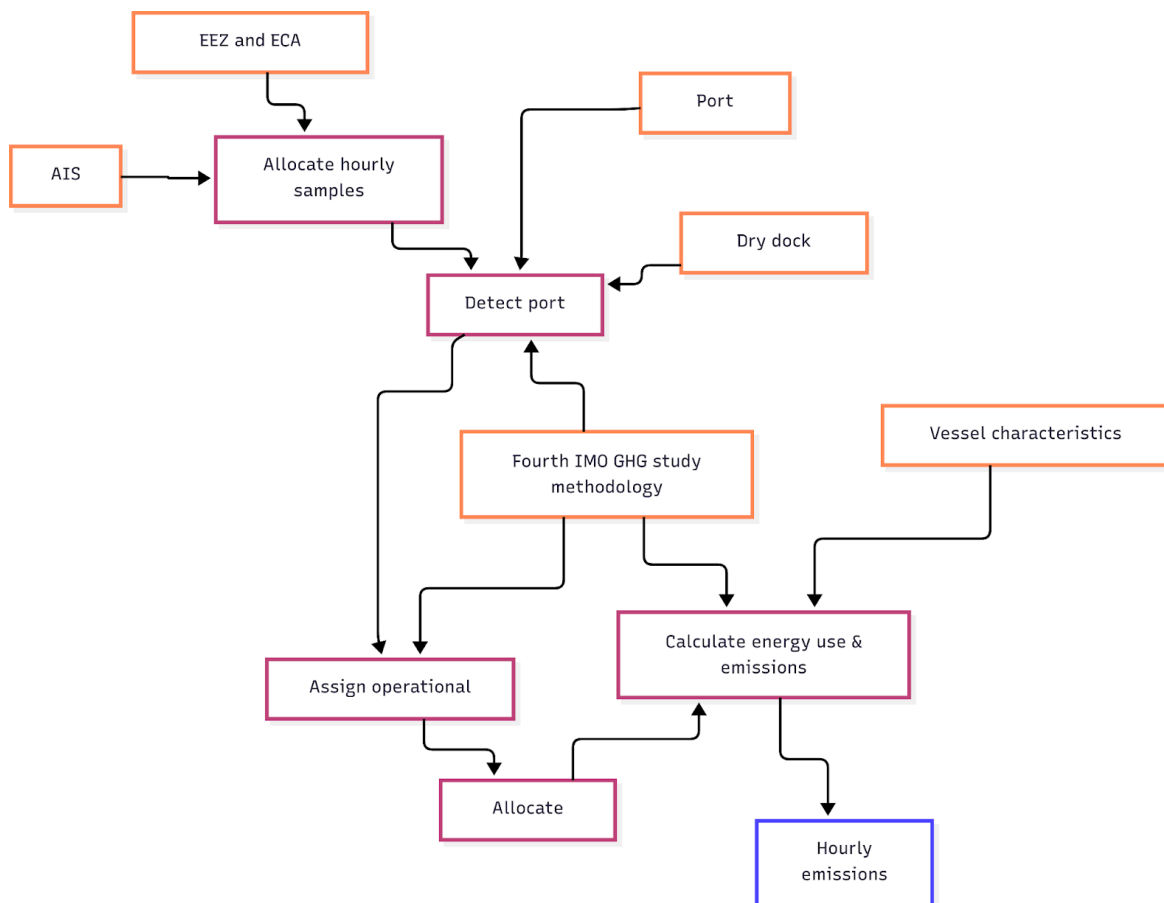 EEZ and ECA
Port
AIS
Allocate hourly
samples
Dry dock
Detect port
Vessel characteristics
Fourth IMO GHG study
methodology
Calculate energy use &
emissions
Assign operational
Allocate
Hourly
emissions